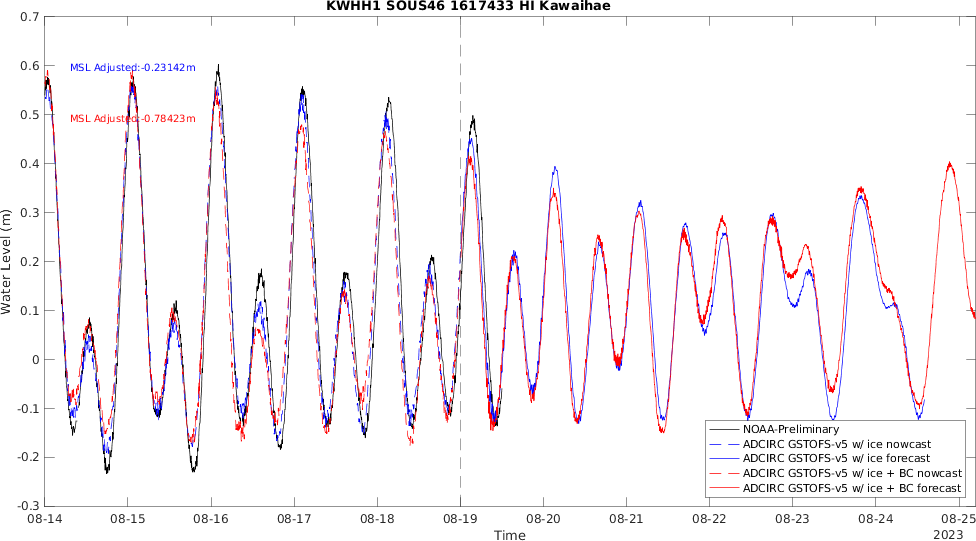 KWHH1 SOUS46 1617433 HI Kawaihae
0.7
0.6
0.5
0.4
0.3
0.2
0.1
0
-0.1
-0.2
-0.3
Water Level (m)
MSL Adjusted:-0.23142m
MSL Adjusted:-0.78423m
NOAA-Preliminary
ADCIRC GSTOFS-v5 w/ ice nowcast
ADCIRC GSTOFS-v5 w/ ice forecast
ADCIRC GSTOFS-v5 w/ ice + BC nowcast
ADCIRC GSTOFS-v5 w/ ice + BC forecast
08-14 08-15 08-16 08-17 08-18 08-19 08-20 08-21 08-22 08-23 08-24 08-25
Time
2023